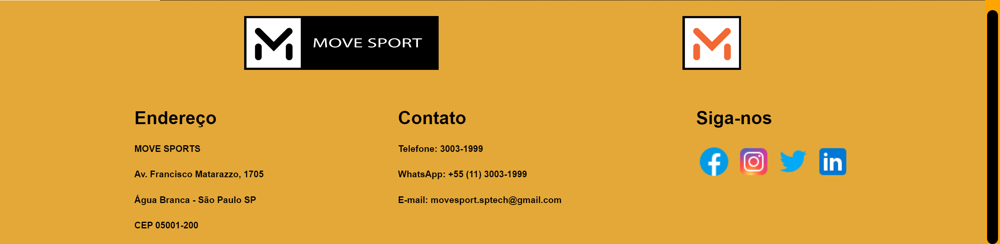 MOVE SPORT
Endereço
MOVE SPORTS
Av. Francisco Matarazzo, 1705
Água Branca - São Paulo SP
CEP 05001-200
Contato
Telefone: 3003-1999
WhatsApp: +55 (11) 3003-1999
E-mail: movesport.sptech@gmail.com
Siga-nos